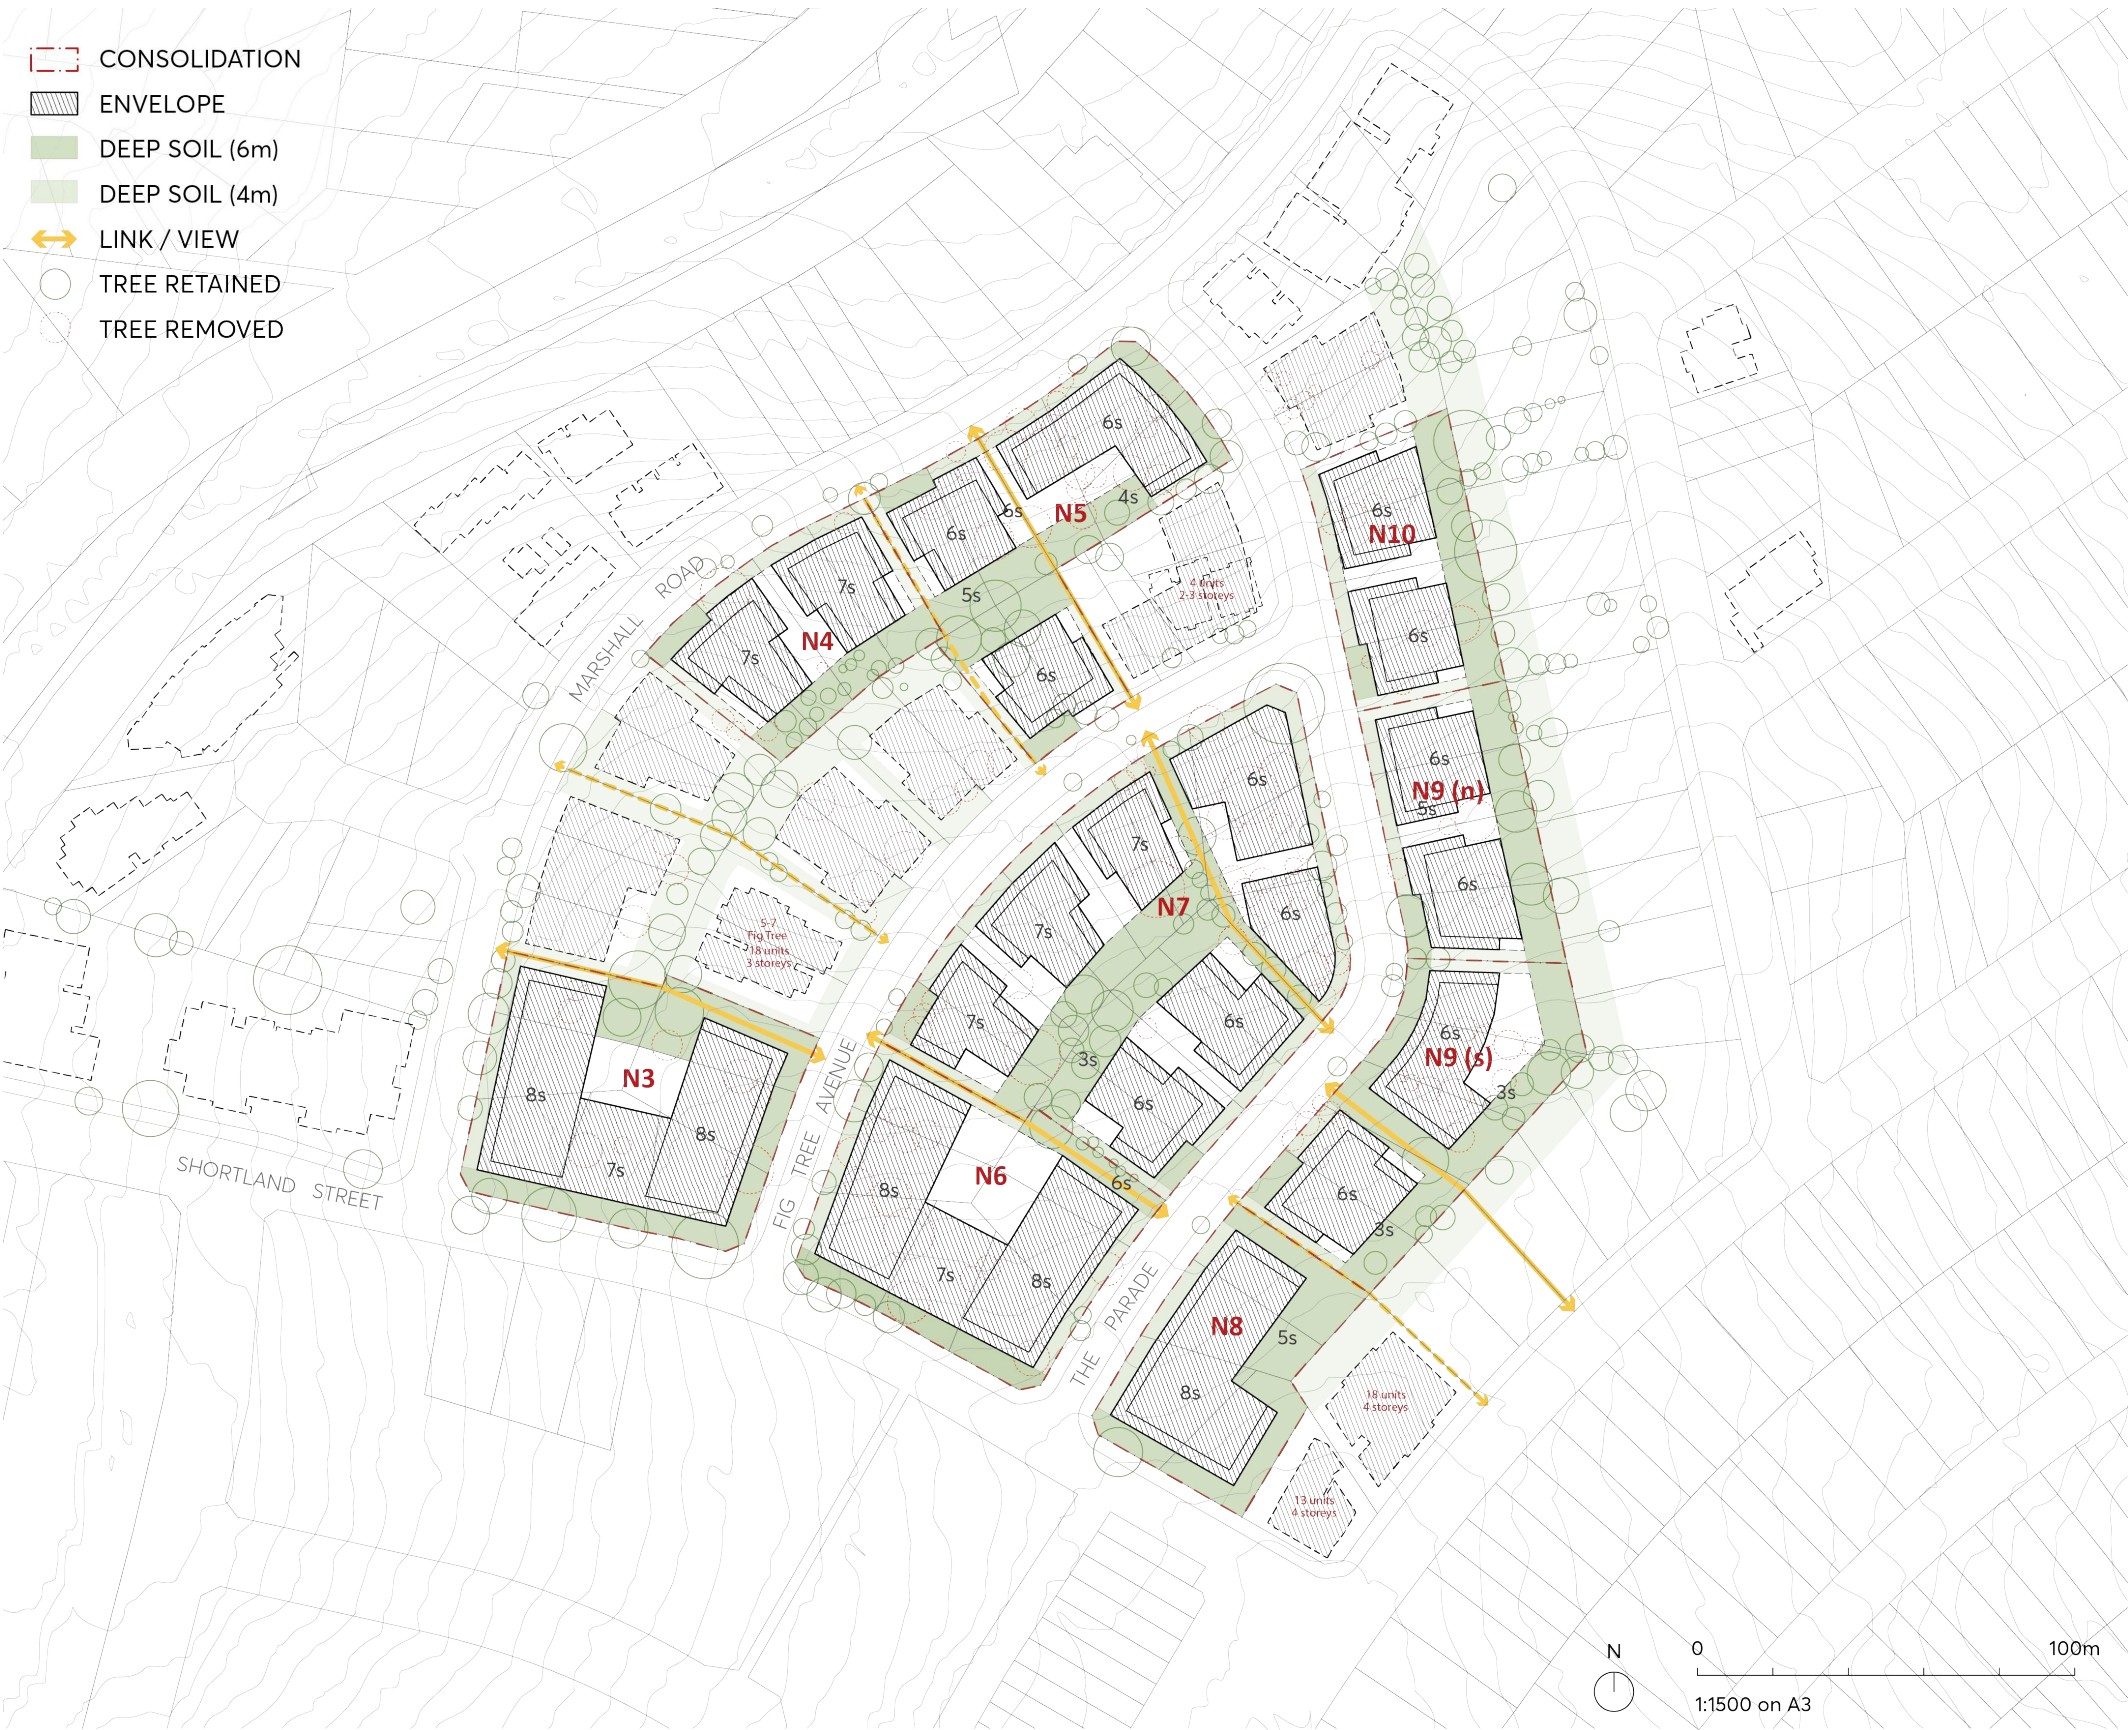 CONSOLIDATION
ENVELOPE
DEEP SOIL (6m)
DEEP SOIL (4m)
LINK / VIEW
TREE RETAINED
TREE REMOVED
MARSHALL ROAD
6s
6s
6s
4s
N5
5s
6s
7s
7s
N4
4 units
2-3 storeys
6s
N10
6s
6s
N9 (n)
5s
6s
6s
N9 (s)
3s
6s
6s
7s
N7
7s
7s
3s
6s
6s
5-7
Fig Tree
18 units
3 storeys
8s
N3
8s
7s
SHORTLAND STREET
FIG TREE AVENUE
8s
N6
6s
7s
8s
THE PARADE
6s
3s
N8
5s
8s
18 units
4 storeys
13 units
4 storeys
N
0
100m
1:1500 on A3